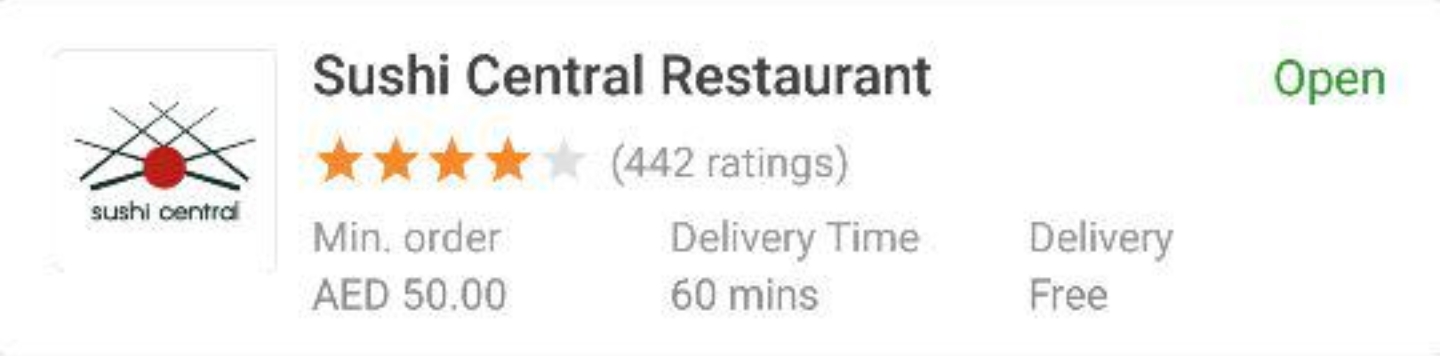 Sushi Central Restaurant
Open
(442 ratings)
sushi central
Min. order
Delivery Time
Delivery
AED 50.00
60 mins
Free